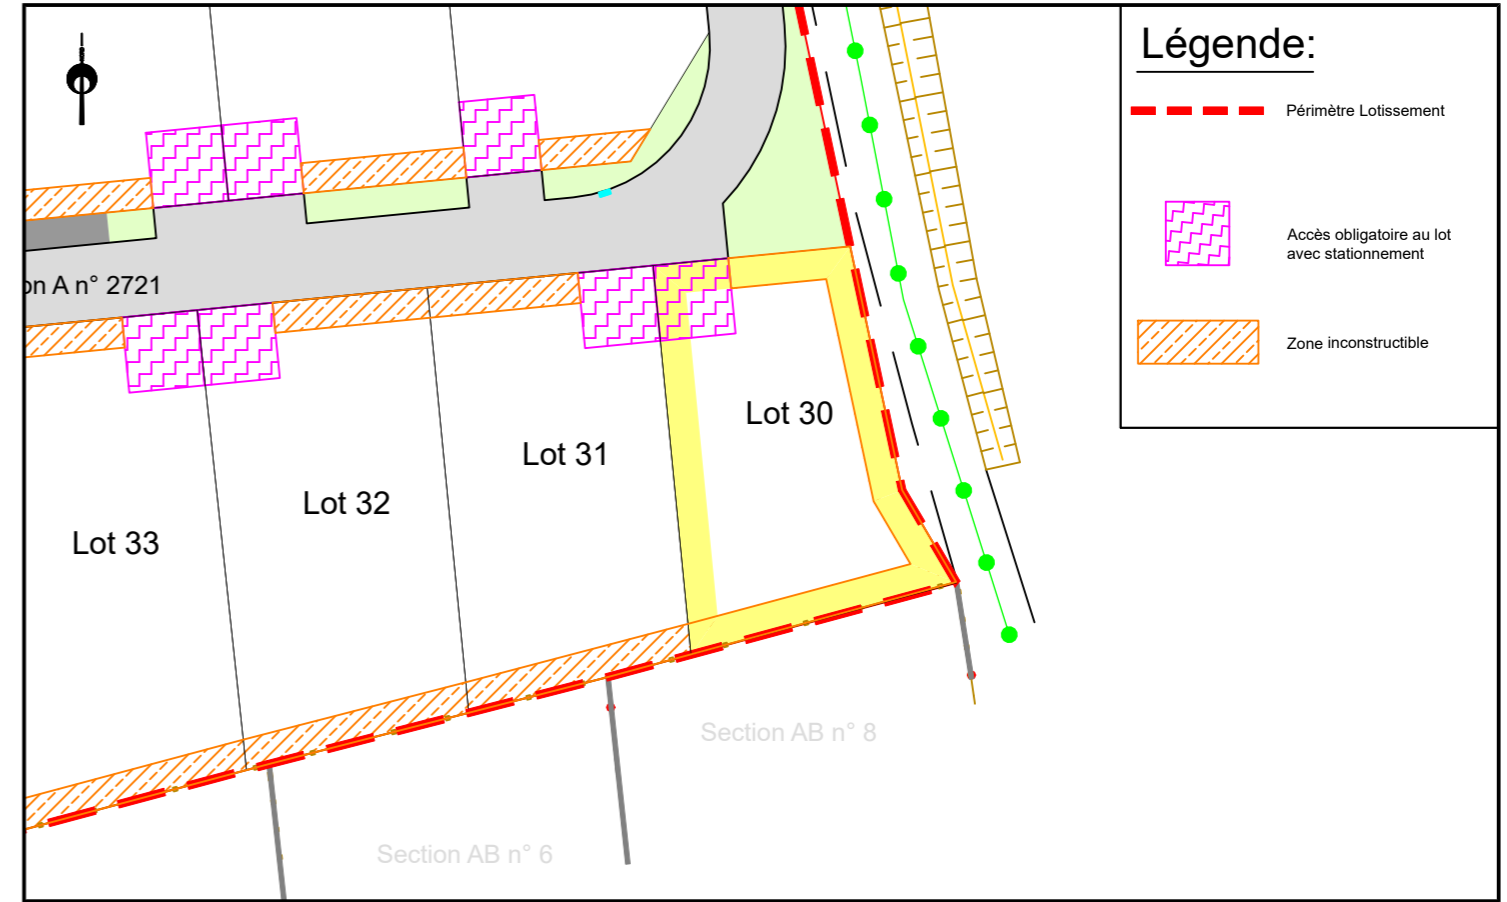 Légende:
Périmètre Lotissement
Accès obligatoire au lot
avec stationnement
Zone inconstructible
on A n° 2721
Lot 30
Lot 31
Lot 32
Lot 33
Section AB n° 8
Section AB n° 6